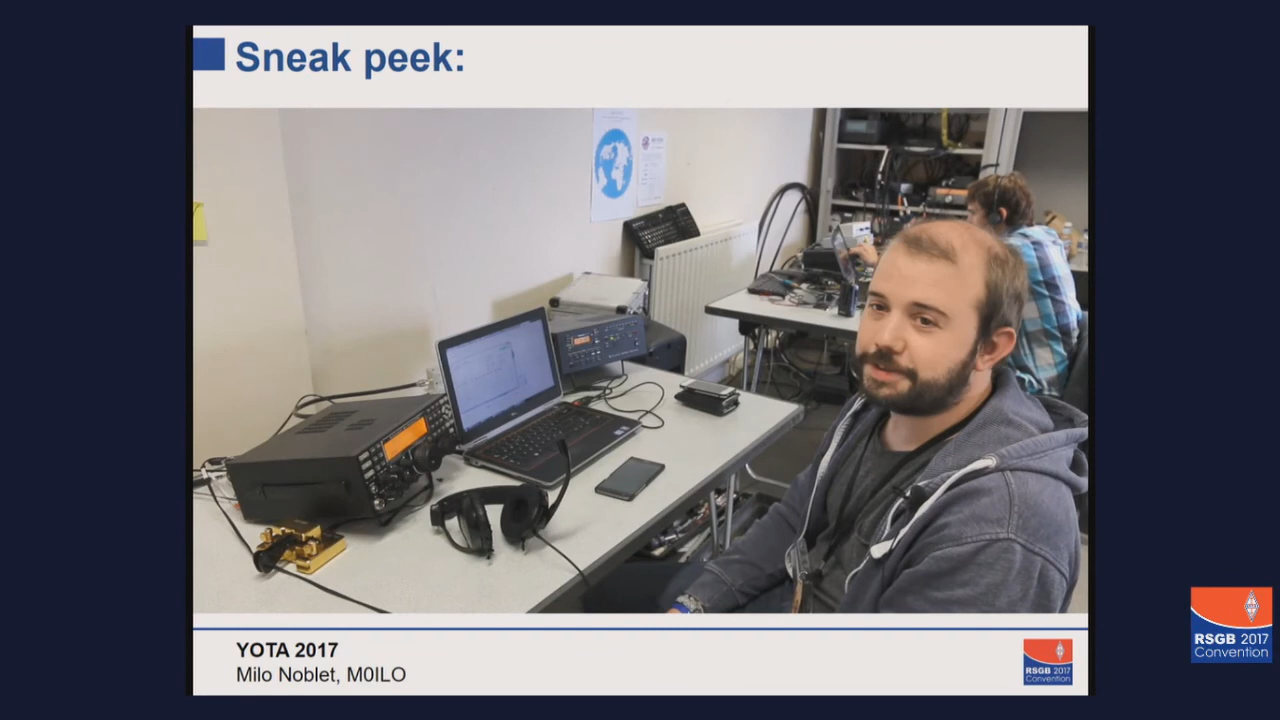 Sneak peek:
YOTA 2017
Milo Noblet, M0ILO
RSGB 2017
Convention
RSGB 2017
Convention